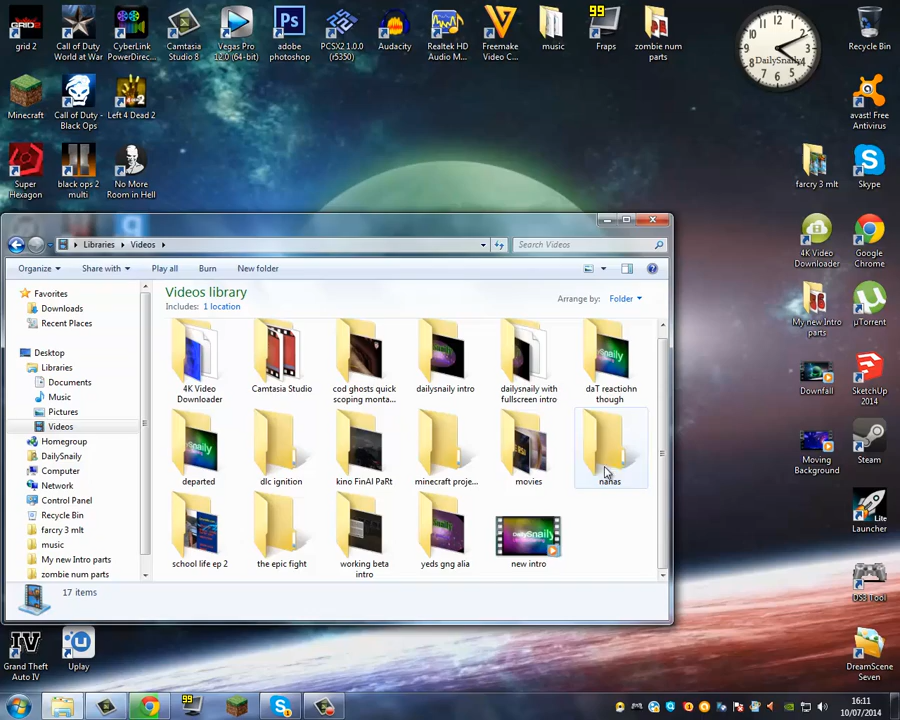 grid 2
Call of Duty
World at War
CyberLink
PowerDirec...
Camtasia
Studio 8
Vegas Pro
12.0 (64-bit)
adobe
photoshop
PCSX2 1.0.0
(r5350)
Audacity
Realtek HD
Audio M...
Freemake
Video C...
music
99
Fraps
zombie num
parts
DailySnaily
Recycle Bin
Minecraft
Call of Duty -
Black Ops
Left 4 Dead 2
avast! Free
Antivirus
Super
Hexagon
black ops 2
multi
No More
Room in Hell
farcry 3 mlt
Skype
4K Video
Downloader
Google
Chrome
My new Intro
parts
µTorrent
Downfall
SketchUp
2014
Moving
Background
Steam
Lite
Launcher
DS3 Tool
DreamScene
Seven
Grand Theft
Auto IV
Uplay
Libraries
Videos
Search Videos
Organize
Share with
Play all
Burn
New folder
Favorites
Downloads
Recent Places
Desktop
Libraries
Documents
Music
Pictures
Videos
Homegroup
DailySnaily
Computer
Network
Control Panel
Recycle Bin
farcry 3 mlt
music
My new Intro parts
zombie num parts
Videos library
Includes: 1 location
Arrange by: Folder
4K Video
Downloader
Camtasia Studio
cod ghosts quick
scoping monta...
dailysnaily intro
dailysnaily with
fullscreen intro
daT reactiohn
though
departed
dlc ignition
kino FinAl PaRt
minecraft proje...
movies
nanas
school life ep 2
the epic fight
working beta
intro
yeds gng alia
new intro
17 items
99
16:11
10/07/2014